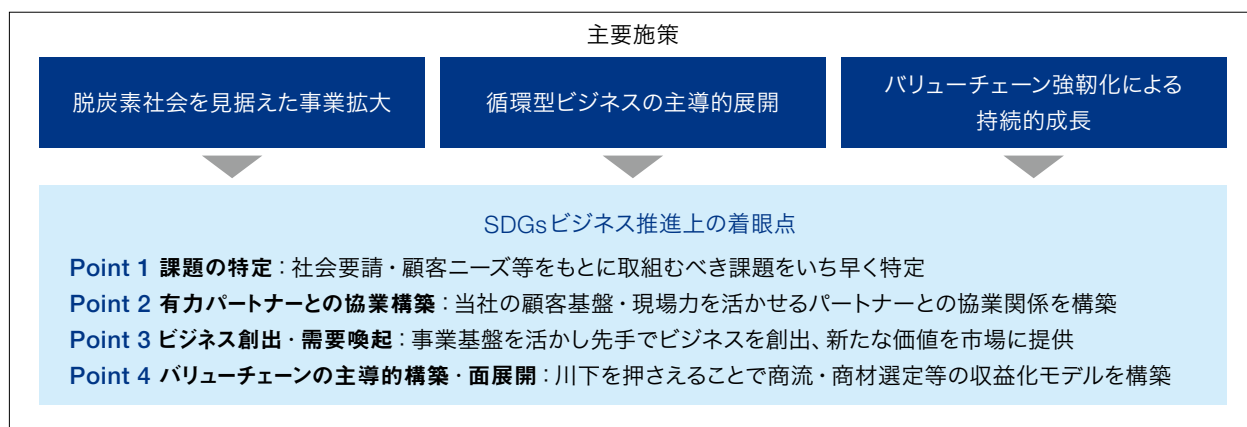 主要施策
脱炭素社会を見据えた事業拡大
循環型ビジネスの主導的展開
バリューチェーン強靭化による
持続的成長
SDGsビジネス推進上の着眼点
Point 1 課題の特定：社会要請・顧客ニーズ等をもとに取組むべき課題をいち早く特定
Point 2 有力パートナーとの協業構築：当社の顧客基盤・現場力を活かせるパートナーとの協業関係を構築
Point 3 ビジネス創出・需要喚起：事業基盤を活かし先手でビジネスを創出、新たな価値を市場に提供
Point 4 バリューチェーンの主導的構築・面展開：川下を押さえることで商流・商材選定等の収益化モデルを構築